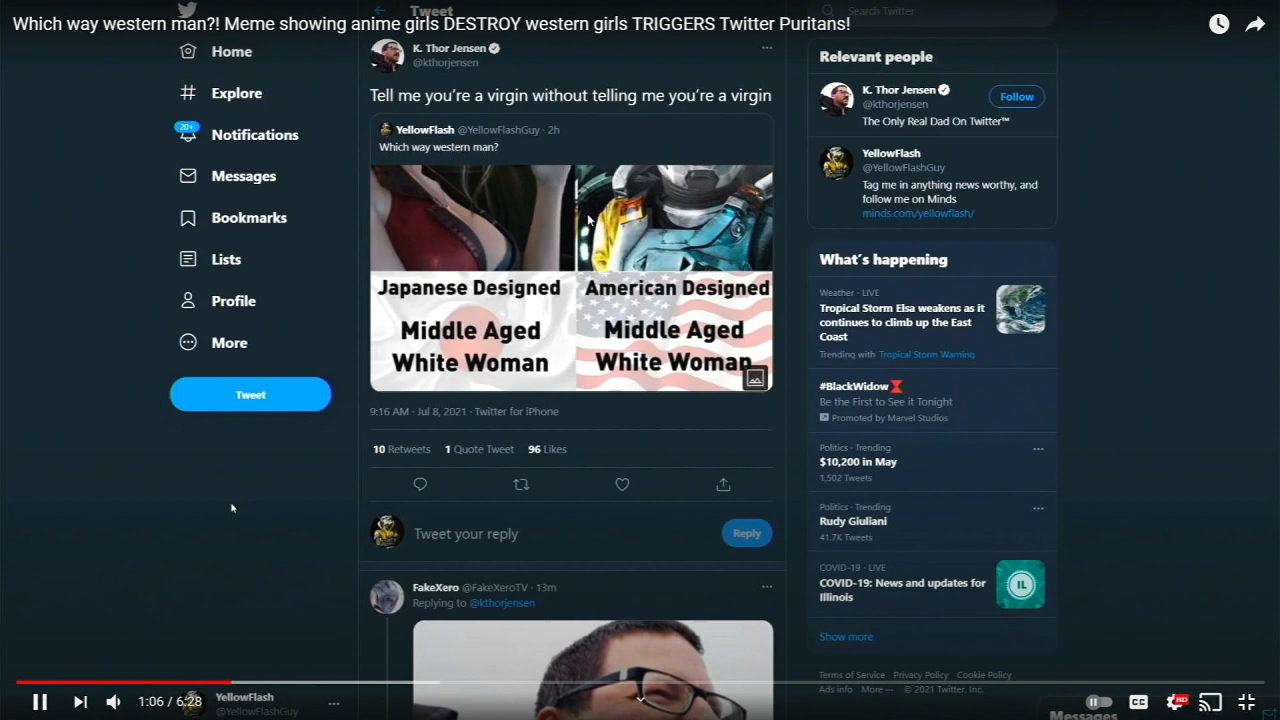 Which way western man?! Meme showing anime girls DESTROY western girls TRIGGERS Twitter Puritans!
Tweet
Search Twitter
Home
Explore
20+
Notifications
Messages
Bookmarks
Lists
Profile
More
Tweet
K. Thor Jensen
@kthorjensen
Tell me you're a virgin without telling me you're a virgin
YellowFlash @YellowFlashGuy · 2h
Which way western man?
Japanese Designed
Middle Aged
White Woman
American Designed
Middle Aged
White Woman
9:16 AM · Jul 8, 2021 · Twitter for iPhone
10 Retweets 1 Quote Tweet 96 Likes
Tweet your reply
Reply
FakeXero @FakeXeroTV · 13m
Replying to @kthorjensen
Relevant people
K. Thor Jensen
@kthorjensen
Follow
The Only Real Dad On Twitter™
YellowFlash
@YellowFlashGuy
Tag me in anything news worthy, and
follow me on Minds
minds.com/yellowflash/
What's happening
Weather · LIVE
Tropical Storm Elsa weakens as it
continues to climb up the East
Coast
Trending with Tropical Storm Warning
#BlackWidow
Be the First to See it Tonight
Promoted by Marvel Studios
Politics · Trending
$10,200 in May
1,502 Tweets
Politics · Trending
Rudy Giuliani
41.7K Tweets
COVID-19 · LIVE
COVID-19: News and updates for
Illinois
IL
Show more
Terms of Service Privacy Policy Cookie Policy
Ads info More © 2021 Twitter, Inc.
Messages
YellowFlash
@YellowFlashGuy
1:06 / 6:28
CC
HD